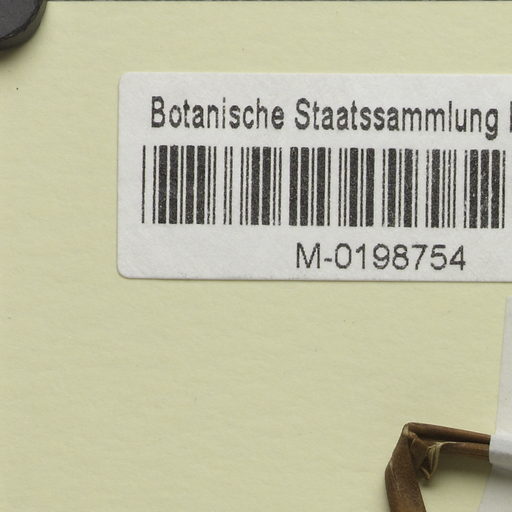 Botanische Staatssammlung
M-0198754